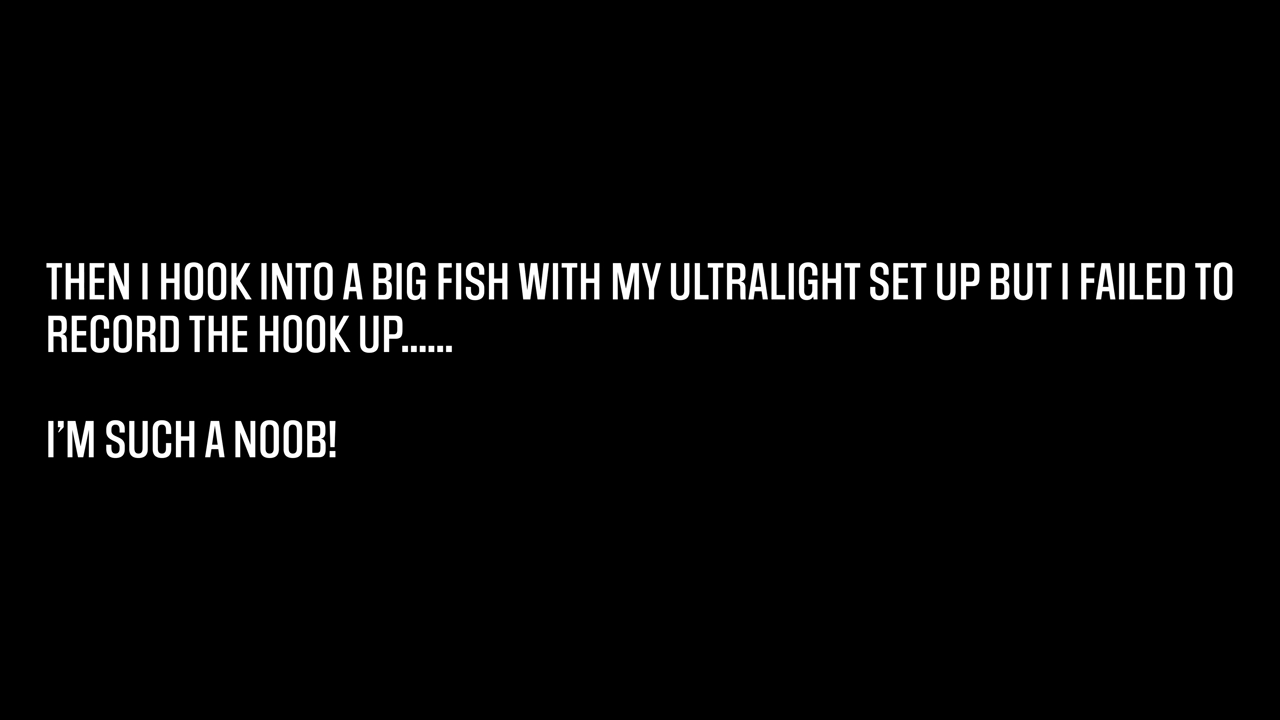 THEN I HOOK INTO A BIG FISH WITH MY ULTRALIGHT SET UP BUT I FAILED TO
RECORD THE HOOK UP......
I'M SUCH A NOOB!